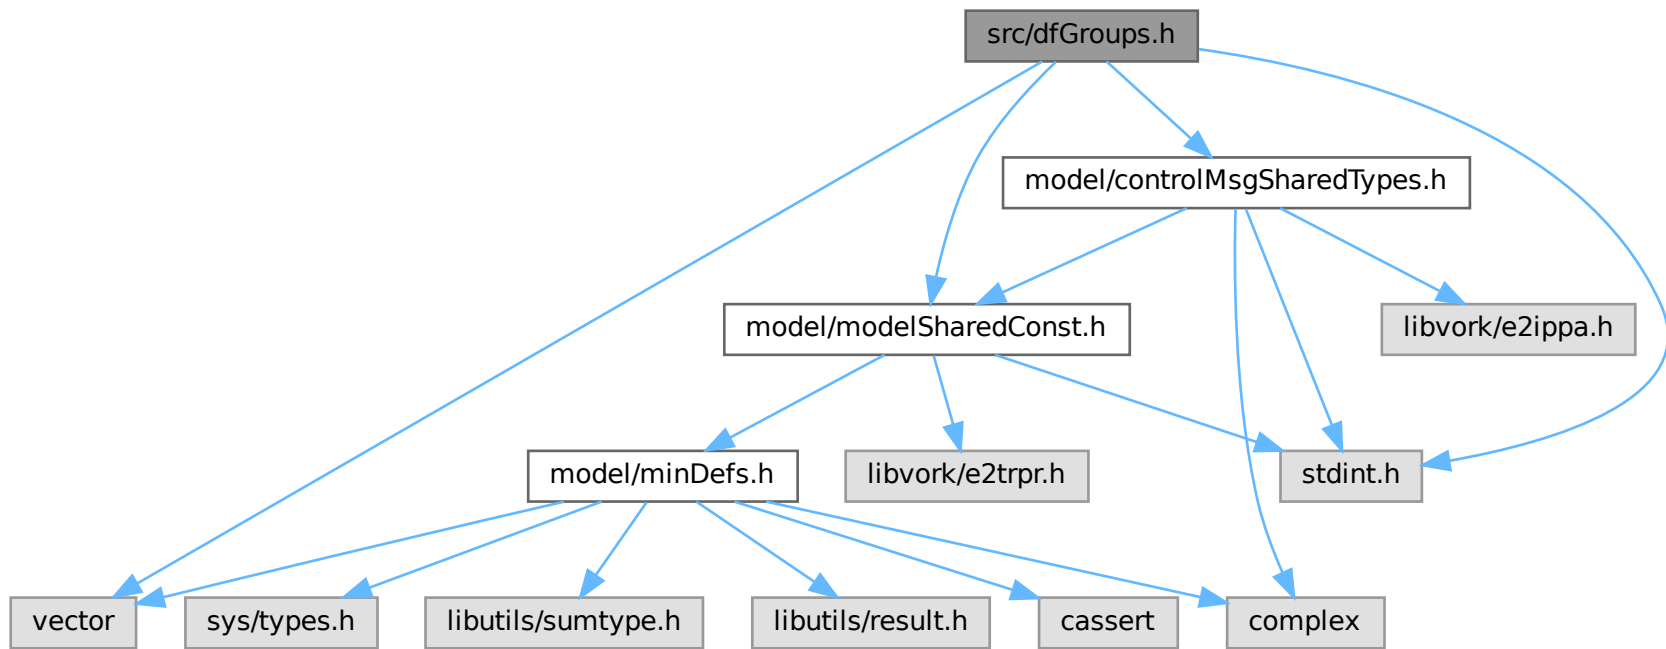 src/dfGroups.h
model/controlMsgSharedTypes.h
model/modelSharedConst.h
libvork/e2ippa.h
model/minDefs.h
libvork/e2trpr.h
stdint.h
vector
sys/types.h
libutils/sumtype.h
libutils/result.h
cassert
complex